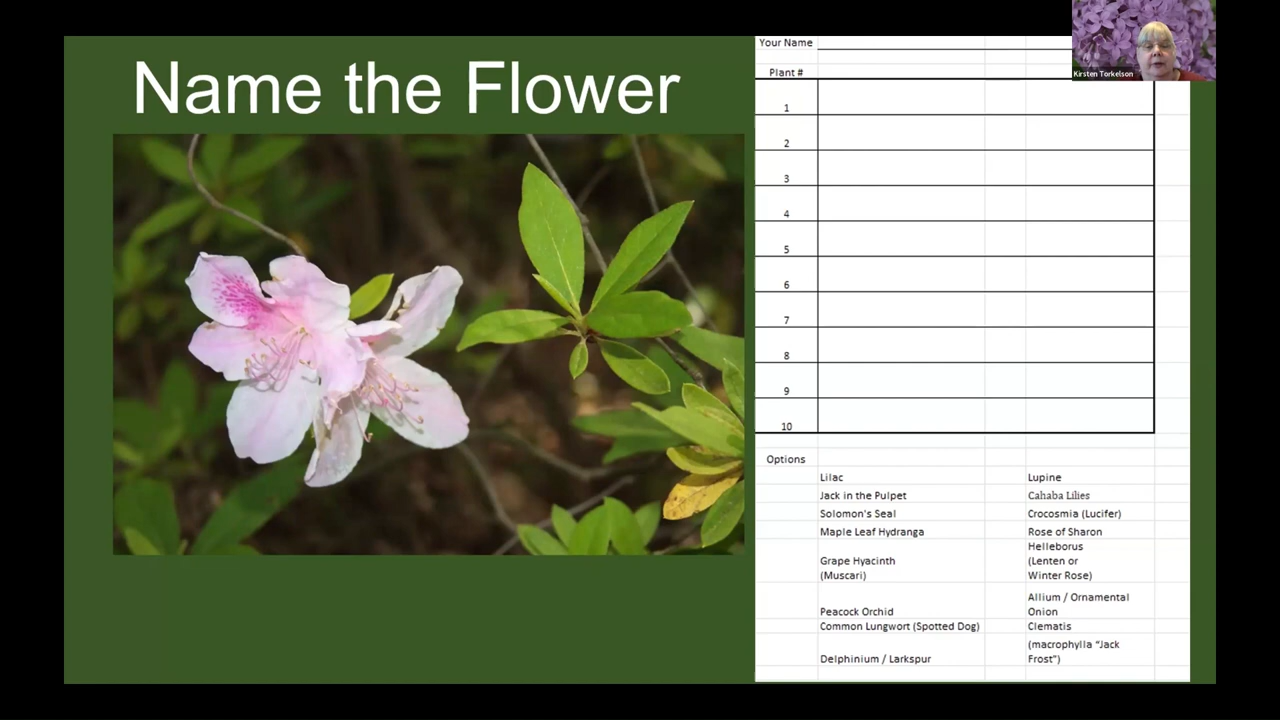 Name the Flower
Your Name
Plant #
1
2
3
4
5
6
7
8
9
10
Options
Lilac
Lupine
Jack in the Pulpet
Cahaba Lilies
Solomon's Seal
Crocosmia (Lucifer)
Maple Leaf Hydranga
Rose of Sharon
Grape Hyacinth
(Muscari)
Helleborus
(Lenten or
Winter Rose)
Peacock Orchid
Allium / Ornamental
Onion
Common Lungwort (Spotted Dog)
Clematis
Delphinium / Larkspur
(macrophylla “Jack
Frost”)
Kirsten Torkelson